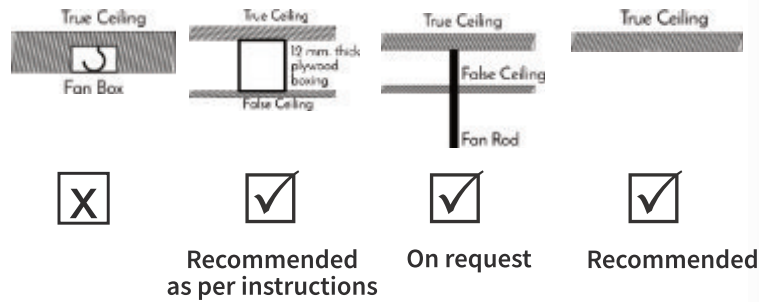 True Ceiling
Fan Box
X
True Ceiling
12 mm. thick
plywood
boxing
False Ceiling
Recommended
as per instructions
True Ceiling
False Ceiling
Fan Rod
On request
True Ceiling
Recommended